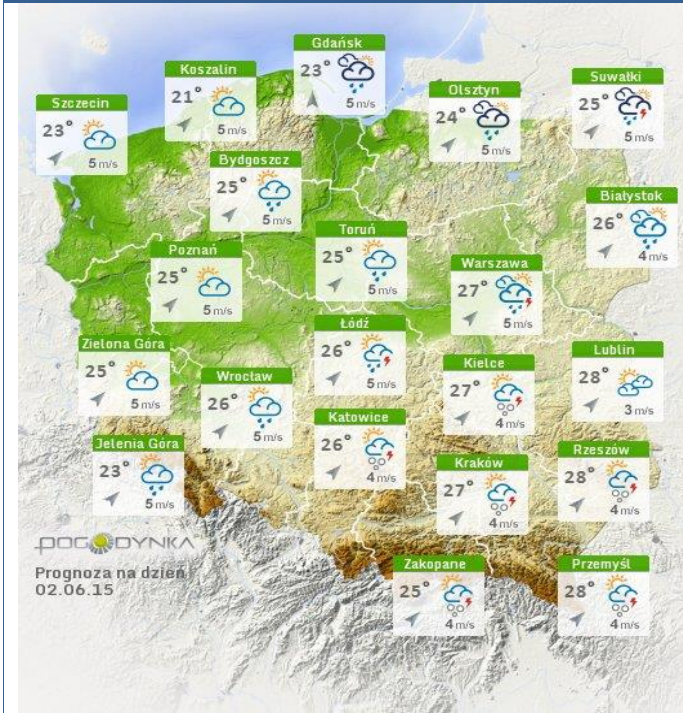 Gdańsk
23°
5 m/s
Koszalin
21°
5 m/s
Suwałki
25°
5 m/s
Olsztyn
24°
5 m/s
Szczecin
23°
5 m/s
Bydgoszcz
25°
5 m/s
Białystok
26°
4 m/s
Toruń
25°
5 m/s
Poznań
25°
5 m/s
Warszawa
27°
5 m/s
Łódź
26°
5 m/s
Zielona Góra
25°
5 m/s
Lublin
28°
3 m/s
Kielce
27°
4 m/s
Wrocław
26°
5 m/s
Katowice
26°
4 m/s
Jelenia Góra
23°
5 m/s
Rzeszów
28°
4 m/s
Kraków
27°
4 m/s
POGODYNKA
Prognoza na dzień
02.06.15
Zakopane
25°
4 m/s
Przemyśl
28°
4 m/s